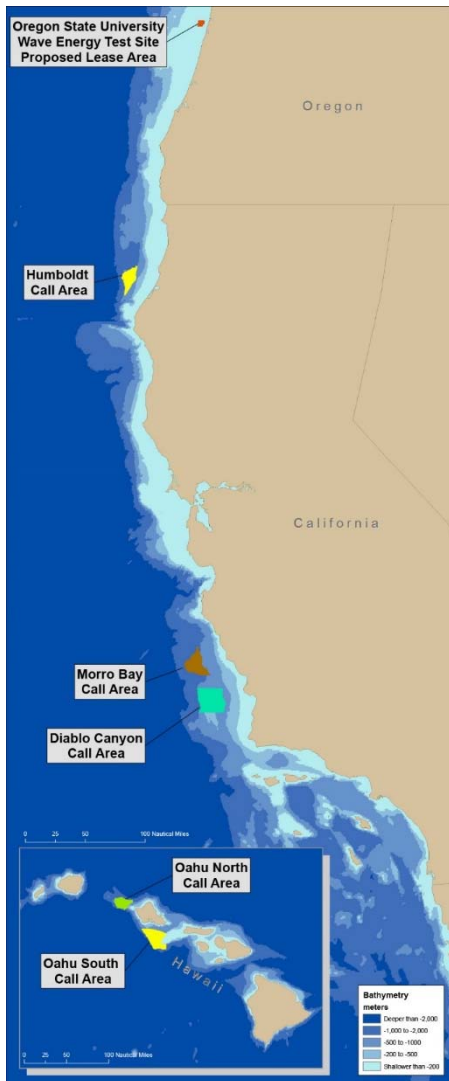 Oregon State University
Wave Energy Test Site
Proposed Lease Area
Oregon
Humboldt
Call Area
California
Morro Bay
Call Area
Diablo Canyon
Call Area
0 25 50 100 Nautical Miles
Oahu North
Call Area
Oahu South
Call Area
Hawaii
0 25 50 100 Nautical Miles
Bathymetry
meters
Deeper than -2,000
-1,000 to -2,000
-500 to -1000
-200 to -500
Shallower than -200